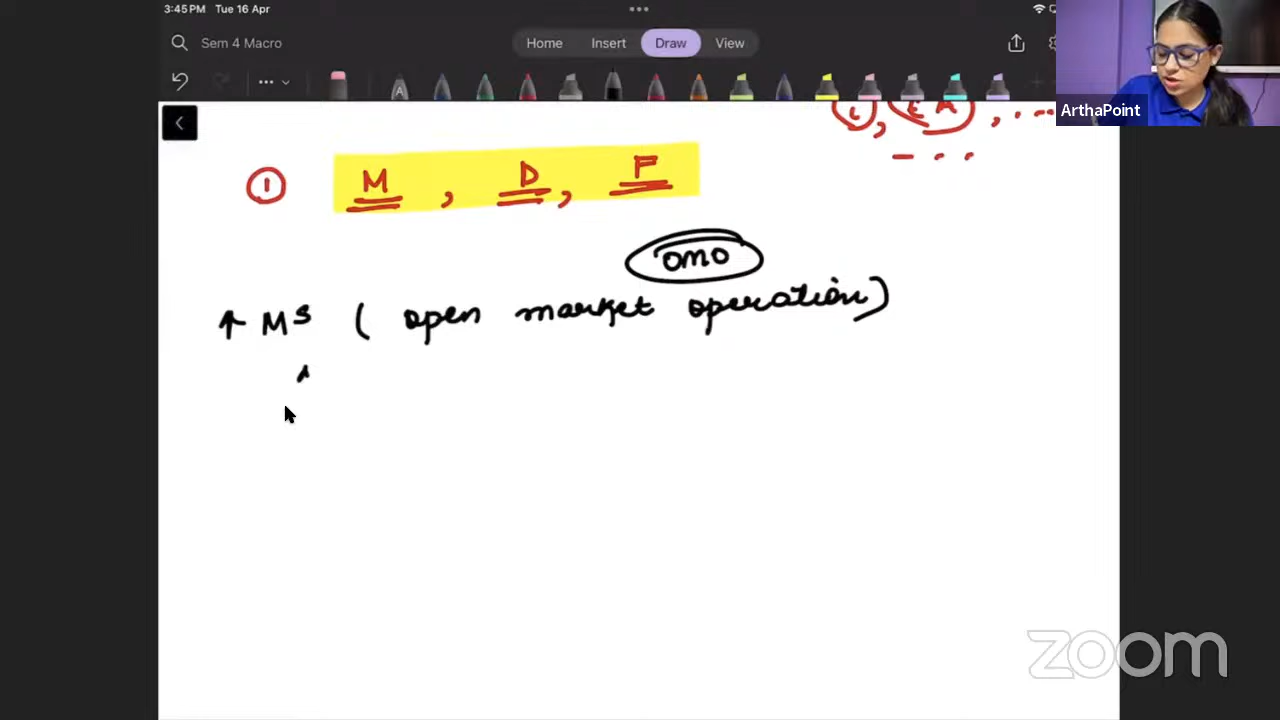 3:45 PM Tue 16 Apr
Sem 4 Macro
Home Insert Draw View
A
ArthaPoint
① M , D , F
OMO
↑ Mˢ ( open market operation )
zoom